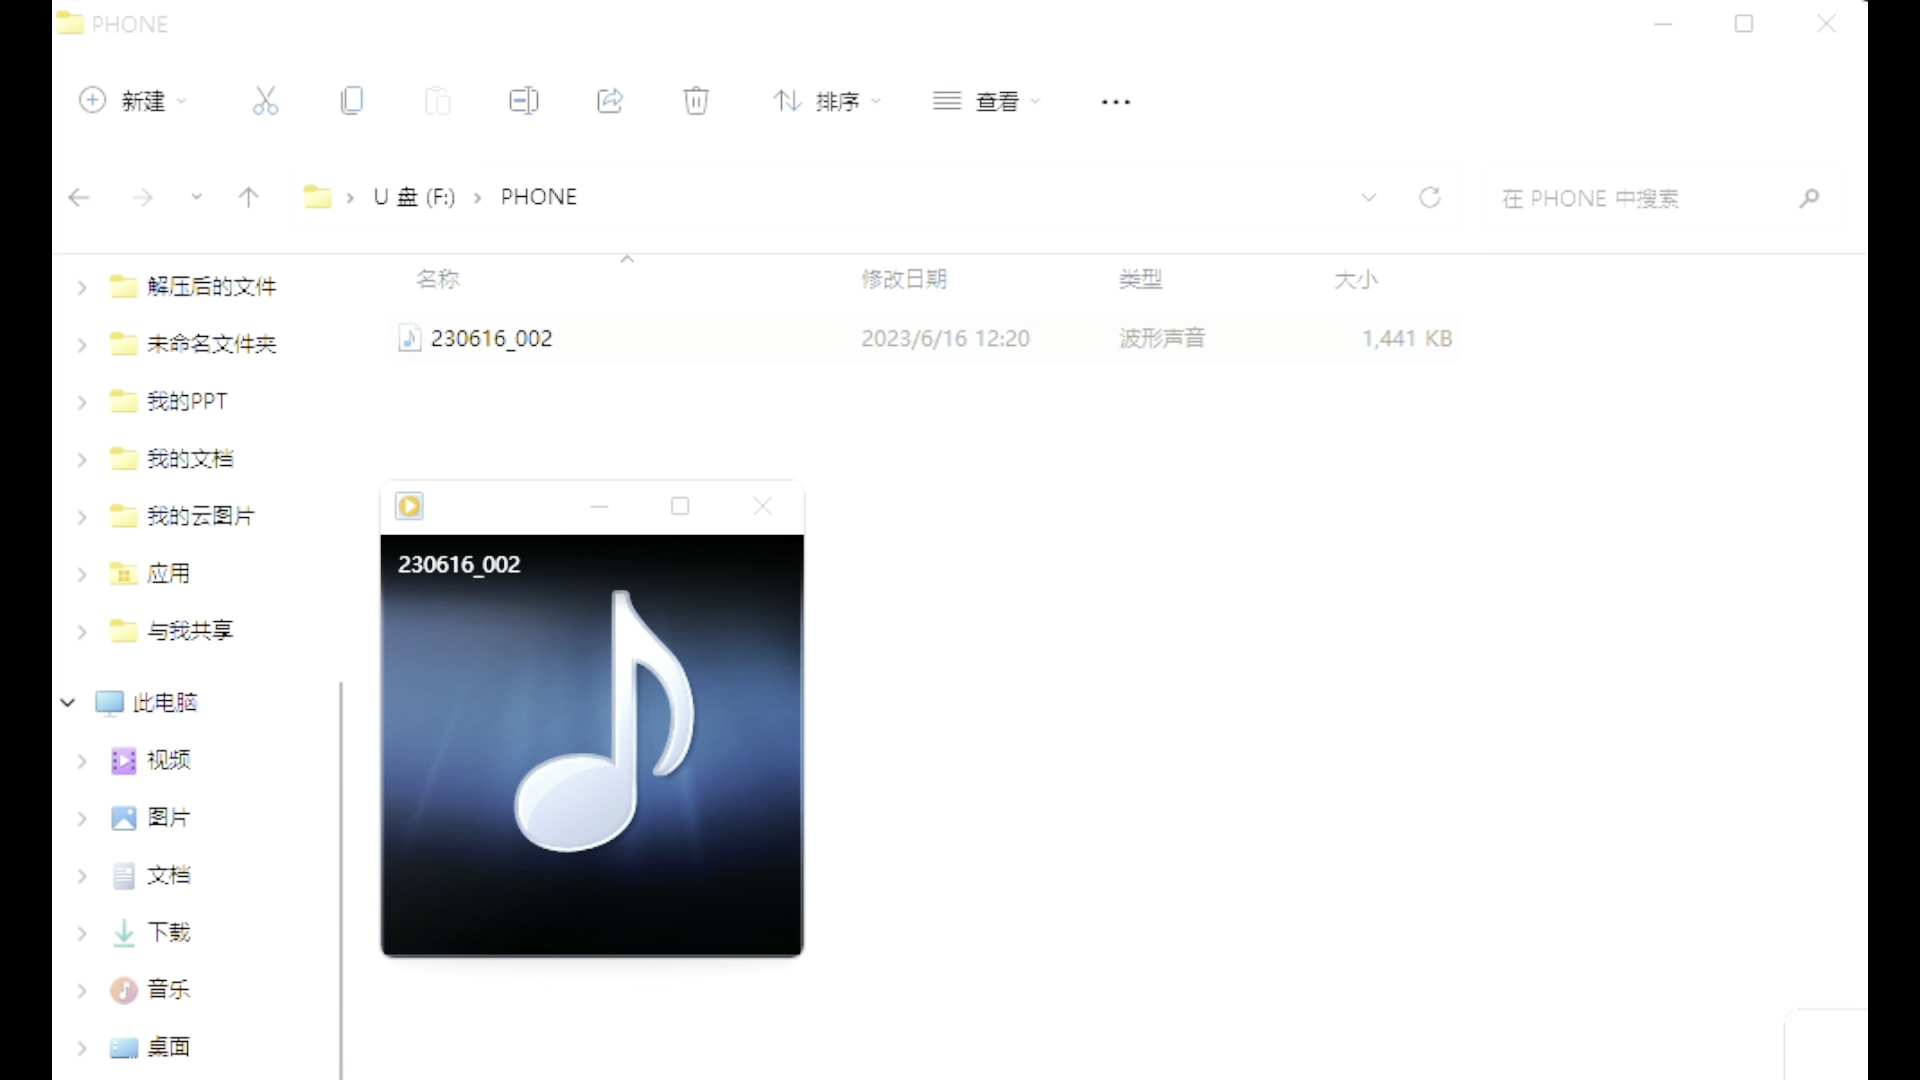 PHONE
新建
排序
查看
U 盘 (F:)
PHONE
在 PHONE 中搜索
名称
修改日期
类型
大小
230616_002
2023/6/16 12:20
波形声音
1,441 KB
解压后的文件
未命名文件夹
我的PPT
我的文档
我的云图片
应用
与我共享
此电脑
视频
图片
文档
下载
音乐
桌面
230616_002